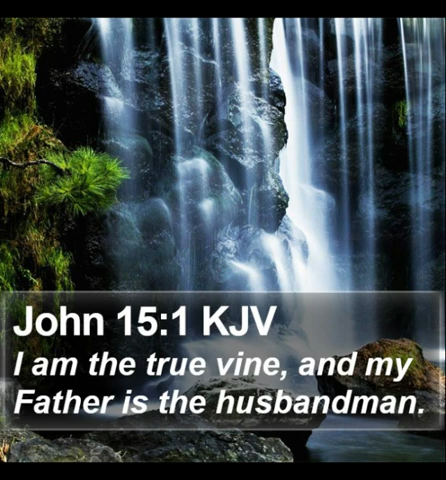 John 15:1 KJV
I am the true vine, and my
Father is the husbandman.